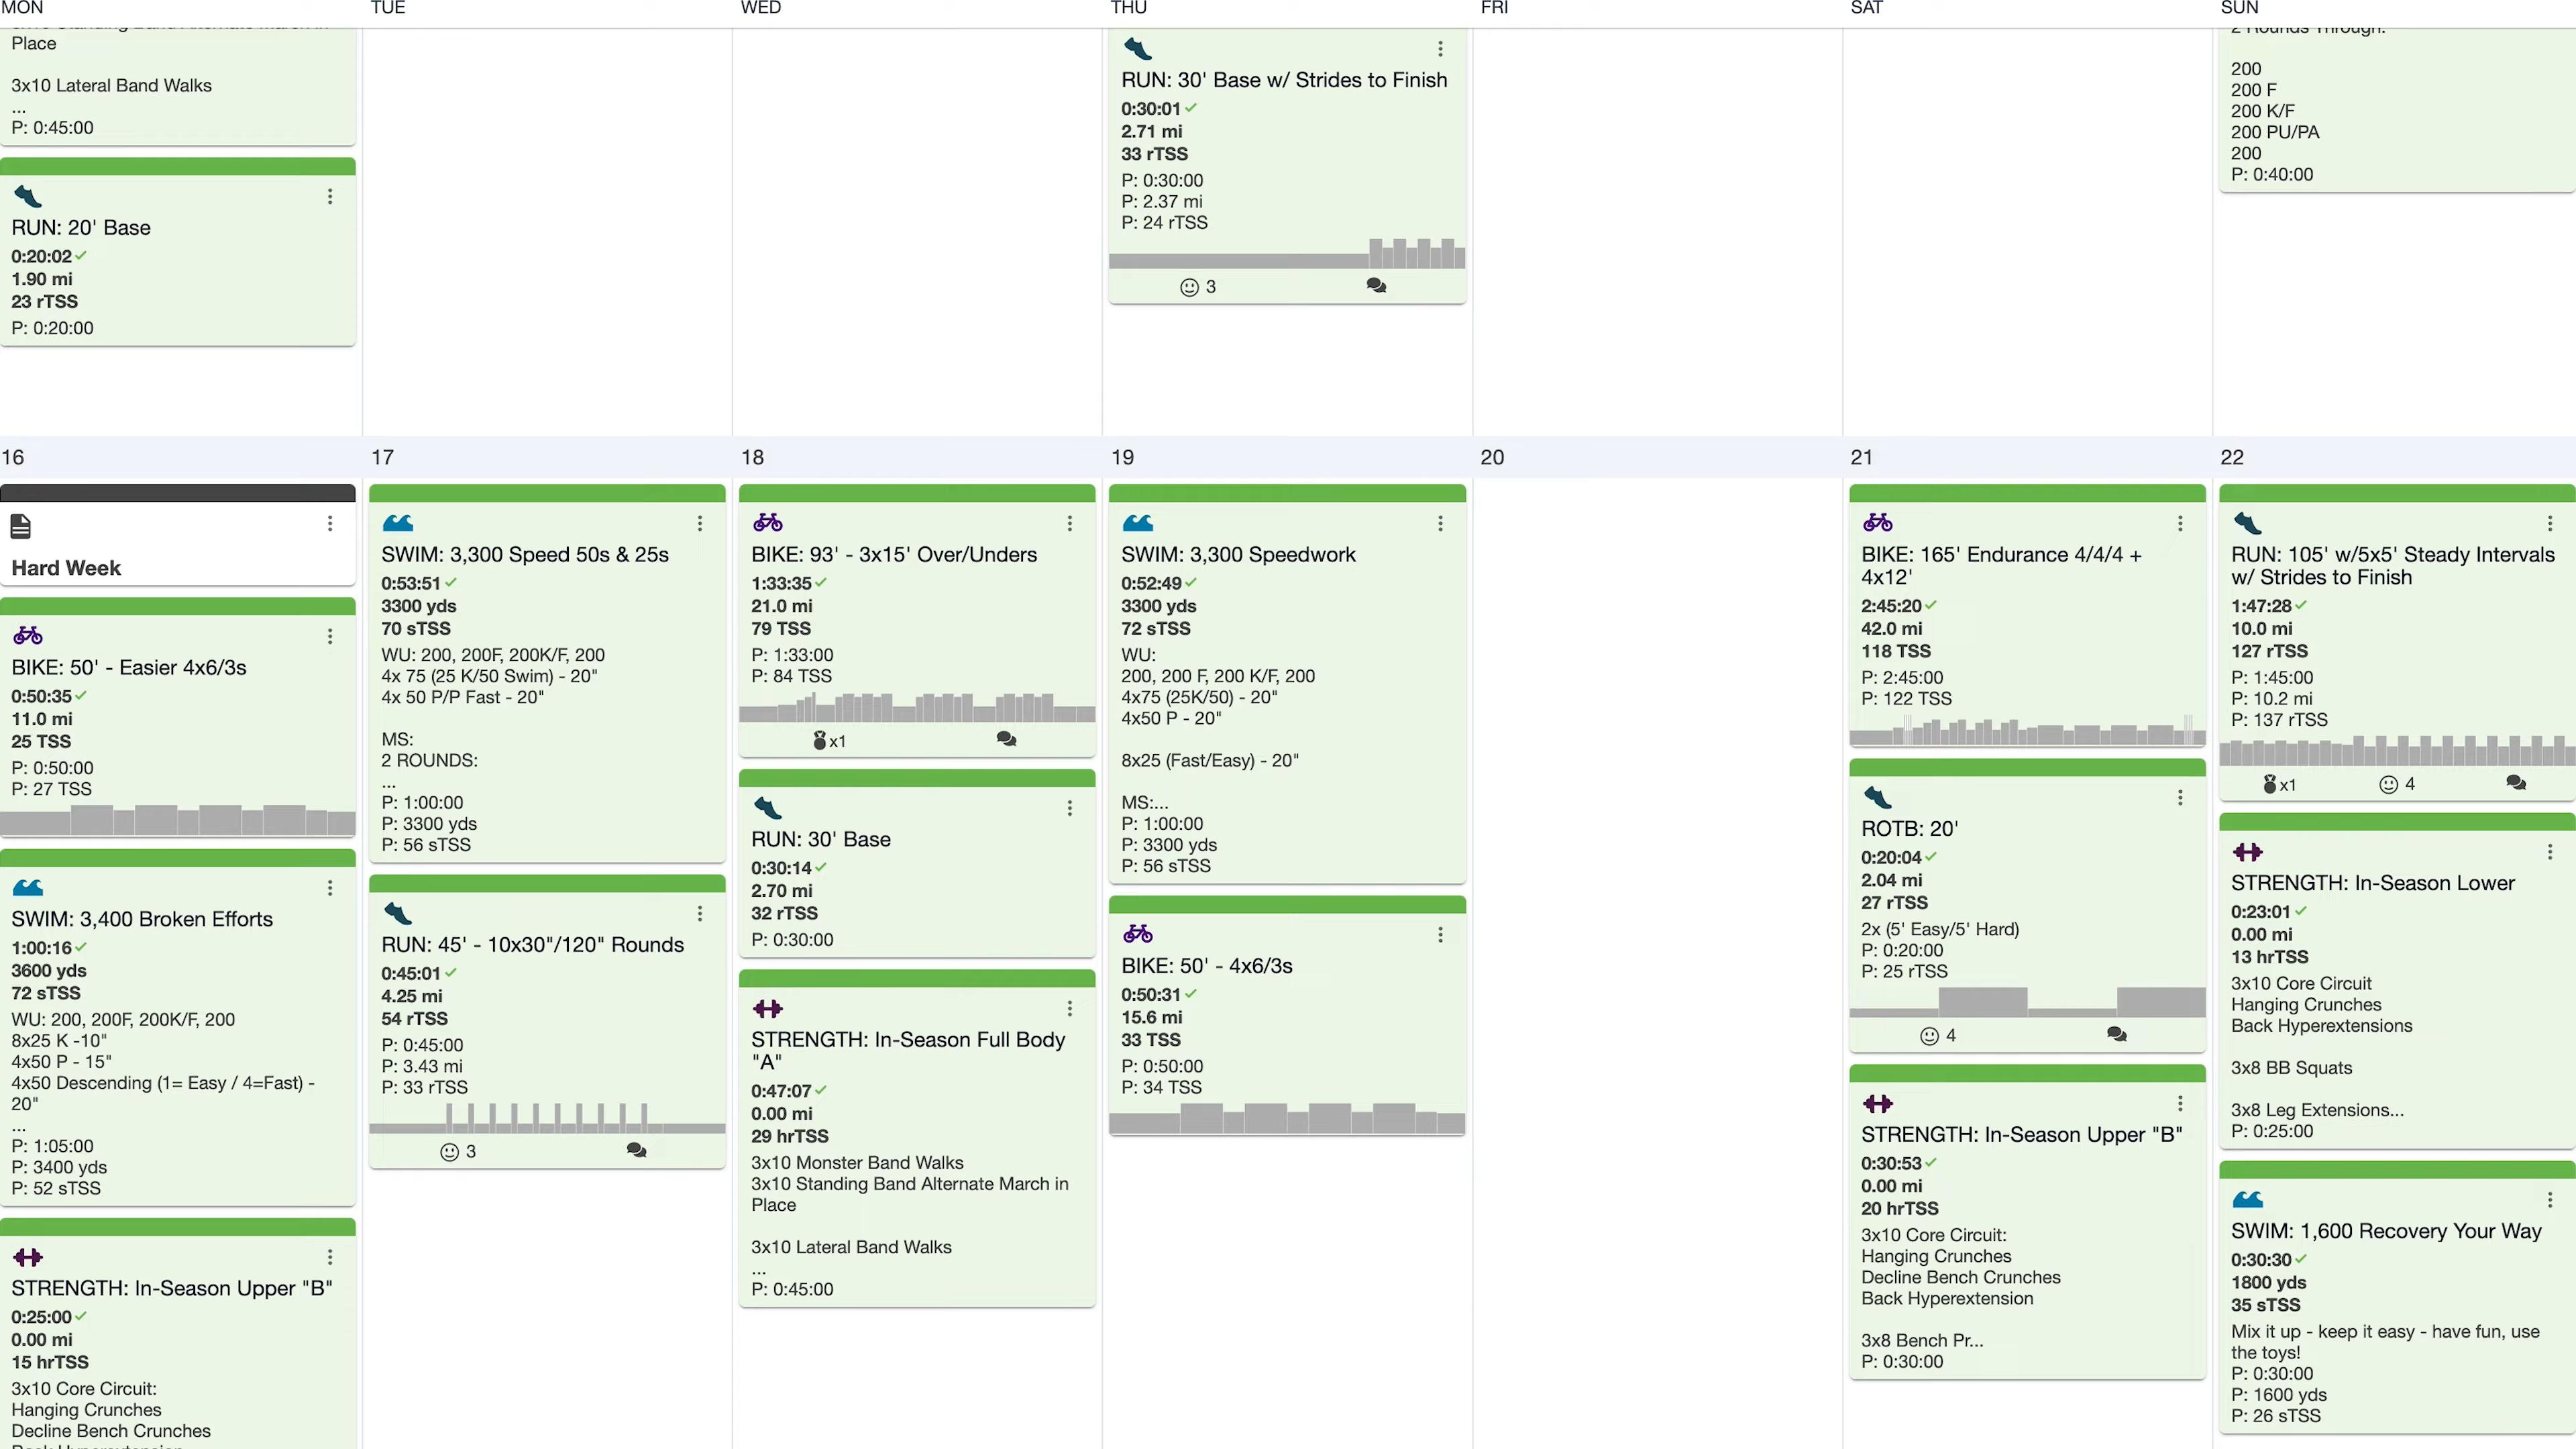 MON
TUE
WED
THU
FRI
SAT
SUN
Place
3x10 Lateral Band Walks
...
P: 0:45:00
RUN: 20' Base
0:20:02
1.90 mi
23 rTSS
P: 0:20:00
RUN: 30' Base w/ Strides to Finish
0:30:01
2.71 mi
33 rTSS
P: 0:30:00
P: 2.37 mi
P: 24 rTSS
3
2 Rounds Through:
200
200 F
200 K/F
200 PU/PA
200
P: 0:40:00
16
17
18
19
20
21
22
Hard Week
BIKE: 50' - Easier 4x6/3s
0:50:35
11.0 mi
25 TSS
P: 0:50:00
P: 27 TSS
SWIM: 3,400 Broken Efforts
1:00:16
3600 yds
72 sTSS
WU: 200, 200F, 200K/F, 200
8x25 K -10"
4x50 P - 15"
4x50 Descending (1= Easy / 4=Fast) -
20"
...
P: 1:05:00
P: 3400 yds
P: 52 sTSS
STRENGTH: In-Season Upper "B"
0:25:00
0.00 mi
15 hrTSS
3x10 Core Circuit:
Hanging Crunches
Decline Bench Crunches
SWIM: 3,300 Speed 50s & 25s
0:53:51
3300 yds
70 sTSS
WU: 200, 200F, 200K/F, 200
4x 75 (25 K/50 Swim) - 20"
4x 50 P/P Fast - 20"
MS:
2 ROUNDS:
...
P: 1:00:00
P: 3300 yds
P: 56 sTSS
RUN: 45' - 10x30"/120" Rounds
0:45:01
4.25 mi
54 rTSS
P: 0:45:00
P: 3.43 mi
P: 33 rTSS
3
BIKE: 93' - 3x15' Over/Unders
1:33:35
21.0 mi
79 TSS
P: 1:33:00
P: 84 TSS
x1
RUN: 30' Base
0:30:14
2.70 mi
32 rTSS
P: 0:30:00
STRENGTH: In-Season Full Body
"A"
0:47:07
0.00 mi
29 hrTSS
3x10 Monster Band Walks
3x10 Standing Band Alternate March in
Place
3x10 Lateral Band Walks
...
P: 0:45:00
SWIM: 3,300 Speedwork
0:52:49
3300 yds
72 sTSS
WU:
200, 200 F, 200 K/F, 200
4x75 (25K/50) - 20"
4x50 P - 20"
8x25 (Fast/Easy) - 20"
MS:...
P: 1:00:00
P: 3300 yds
P: 56 sTSS
BIKE: 50' - 4x6/3s
0:50:31
15.6 mi
33 TSS
P: 0:50:00
P: 34 TSS
BIKE: 165' Endurance 4/4/4 +
4x12'
2:45:20
42.0 mi
118 TSS
P: 2:45:00
P: 122 TSS
ROTB: 20'
0:20:04
2.04 mi
27 rTSS
2x (5' Easy/5' Hard)
P: 0:20:00
P: 25 rTSS
4
STRENGTH: In-Season Upper "B"
0:30:53
0.00 mi
20 hrTSS
3x10 Core Circuit:
Hanging Crunches
Decline Bench Crunches
Back Hyperextension
3x8 Bench Pr...
P: 0:30:00
RUN: 105' w/5x5' Steady Intervals
w/ Strides to Finish
1:47:28
10.0 mi
127 rTSS
P: 1:45:00
P: 10.2 mi
P: 137 rTSS
x1
4
STRENGTH: In-Season Lower
0:23:01
0.00 mi
13 hrTSS
3x10 Core Circuit
Hanging Crunches
Back Hyperextensions
3x8 BB Squats
3x8 Leg Extensions...
P: 0:25:00
SWIM: 1,600 Recovery Your Way
0:30:30
1800 yds
35 sTSS
Mix it up - keep it easy - have fun, use
the toys!
P: 0:30:00
P: 1600 yds
P: 26 sTSS